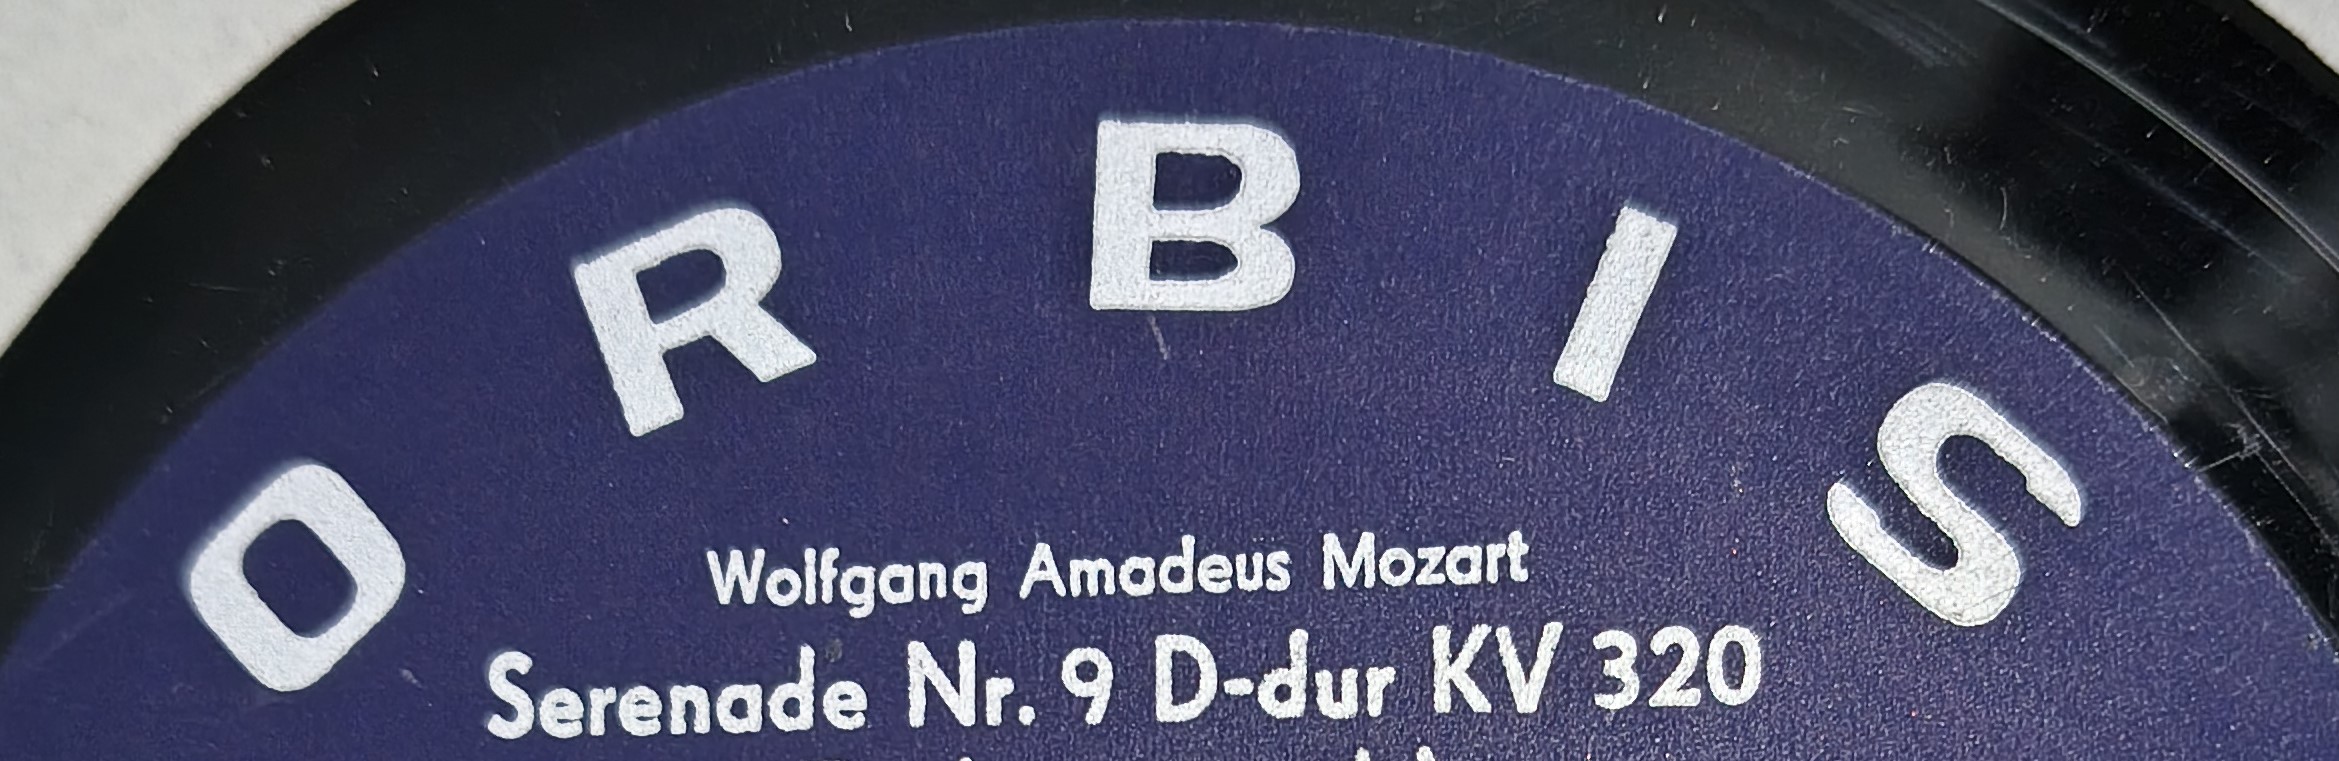 ORBIS
Wolfgang Amadeus Mozart
Serenade Nr. 9 D-dur KV 320